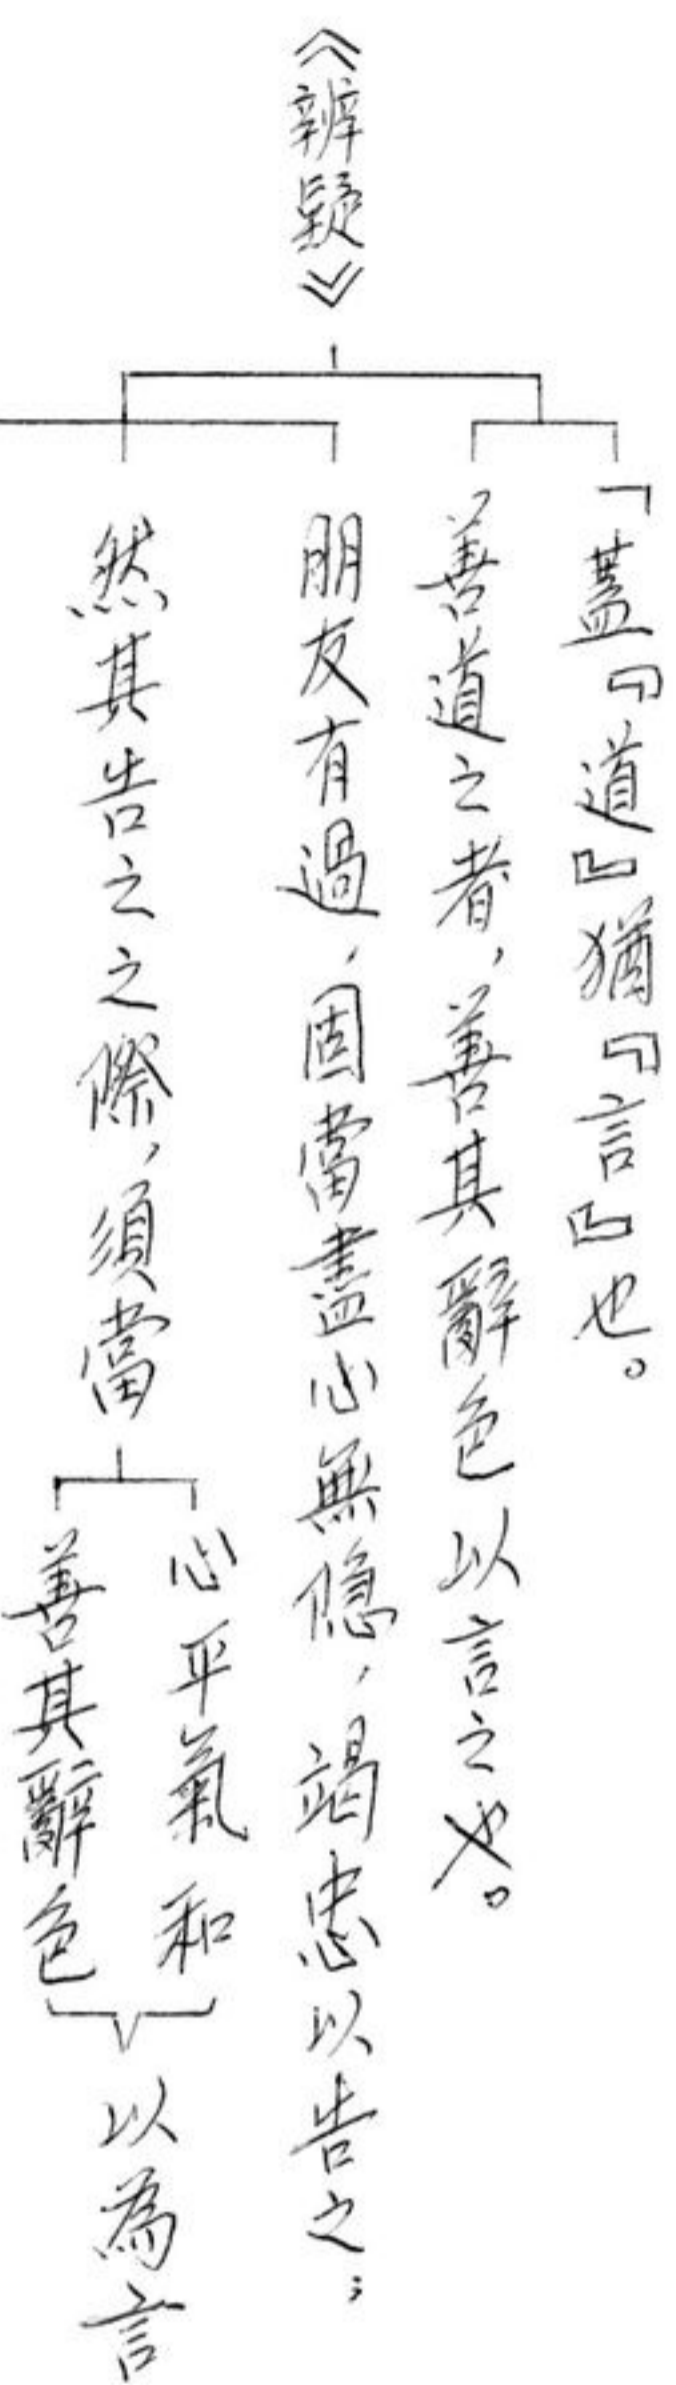 《辨疑》
「蓋『道』猶『言』也。
善道之者，善其辭色以言之也。
朋友有過，固當盡心無隱，竭忠以告之；
然其告之之際，須當
心平氣和
善其辭色
以為言